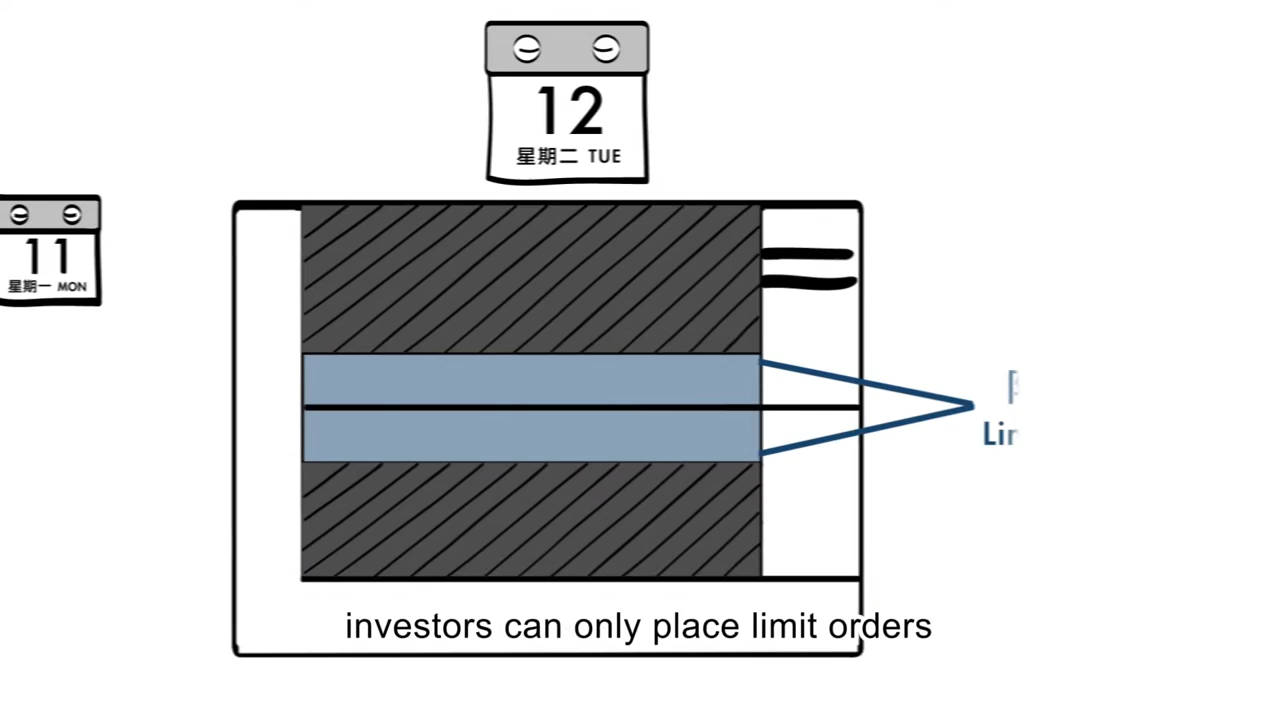 12
星期二 TUE
11
星期一 MON
investors can only place limit orders